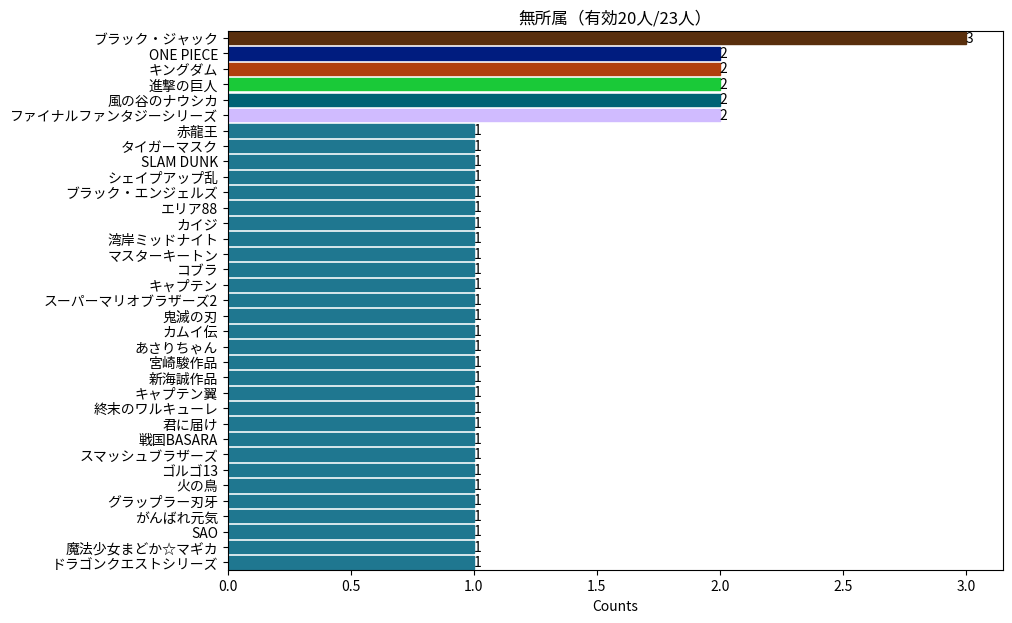 無所属（有効20人/23人）
ブラック・ジャック 3
ONE PIECE 2
キングダム 2
進撃の巨人 2
風の谷のナウシカ 2
ファイナルファンタジーシリーズ 2
赤龍王 1
タイガーマスク 1
SLAM DUNK 1
シェイプアップ乱 1
ブラック・エンジェルズ 1
エリア88 1
カイジ 1
湾岸ミッドナイト 1
マスターキートン 1
コブラ 1
キャプテン 1
スーパーマリオブラザーズ2 1
鬼滅の刃 1
カムイ伝 1
あさりちゃん 1
宮崎駿作品 1
新海誠作品 1
キャプテン翼 1
終末のワルキューレ 1
君に届け 1
戦国BASARA 1
スマッシュブラザーズ 1
ゴルゴ13 1
火の鳥 1
グラップラー刃牙 1
がんばれ元気 1
SAO 1
魔法少女まどか☆マギカ 1
ドラゴンクエストシリーズ 1
0.0 0.5 1.0 1.5 2.0 2.5 3.0
Counts